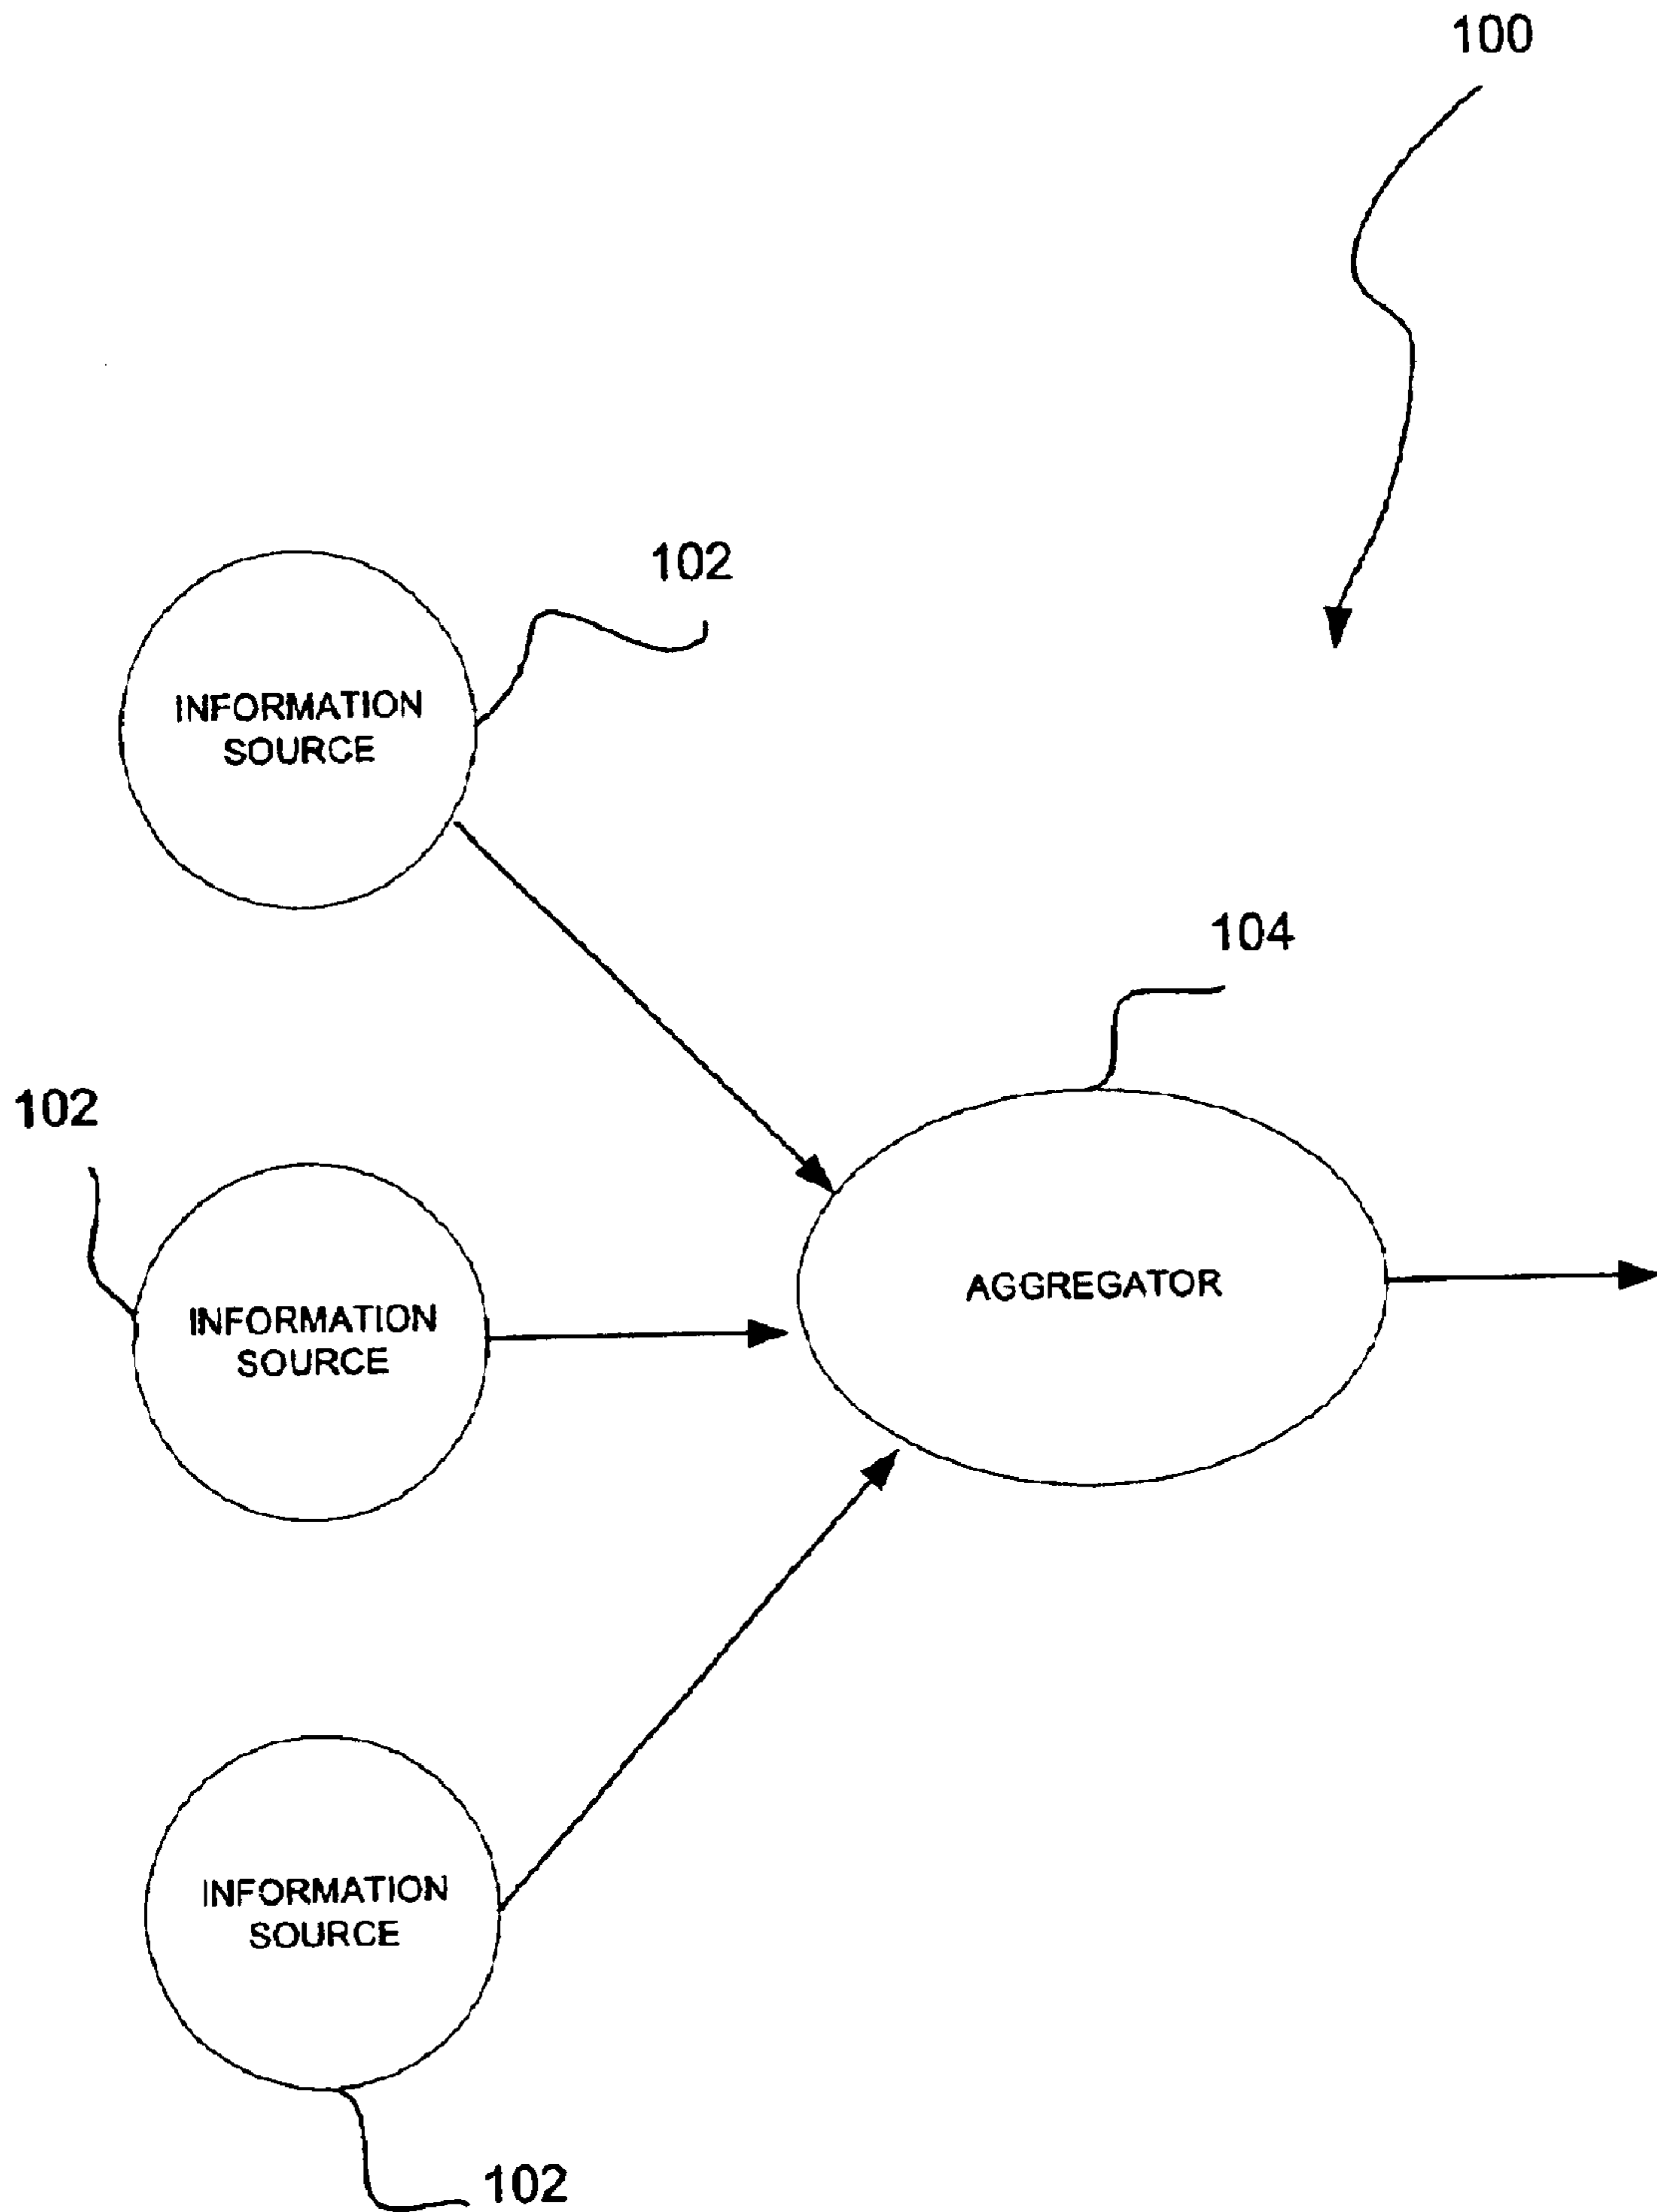 100
102
INFORMATION
SOURCE
104
102
INFORMATION
SOURCE
AGGREGATOR
INFORMATION
SOURCE
102